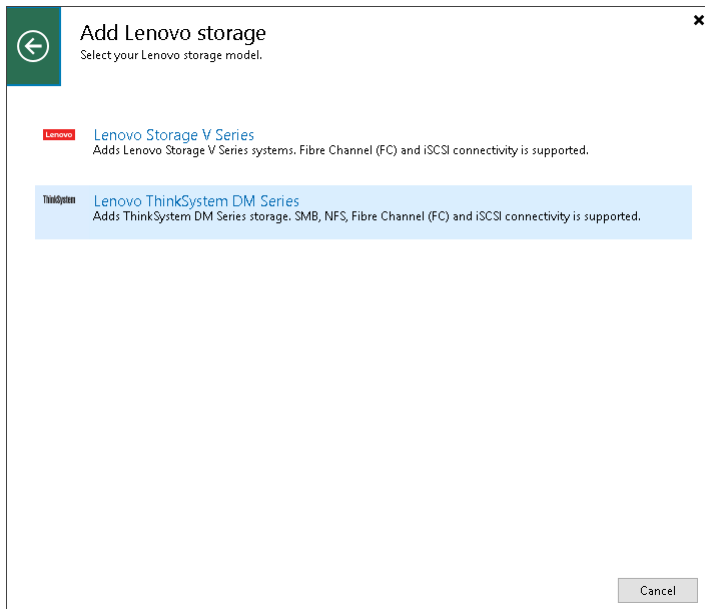 Add Lenovo storage
Select your Lenovo storage model.
Lenovo
Lenovo Storage V Series
Adds Lenovo Storage V Series systems. Fibre Channel (FC) and iSCSI connectivity is supported.
ThinkSystem
Lenovo ThinkSystem DM Series
Adds ThinkSystem DM Series storage. SMB, NFS, Fibre Channel (FC) and iSCSI connectivity is supported.
Cancel